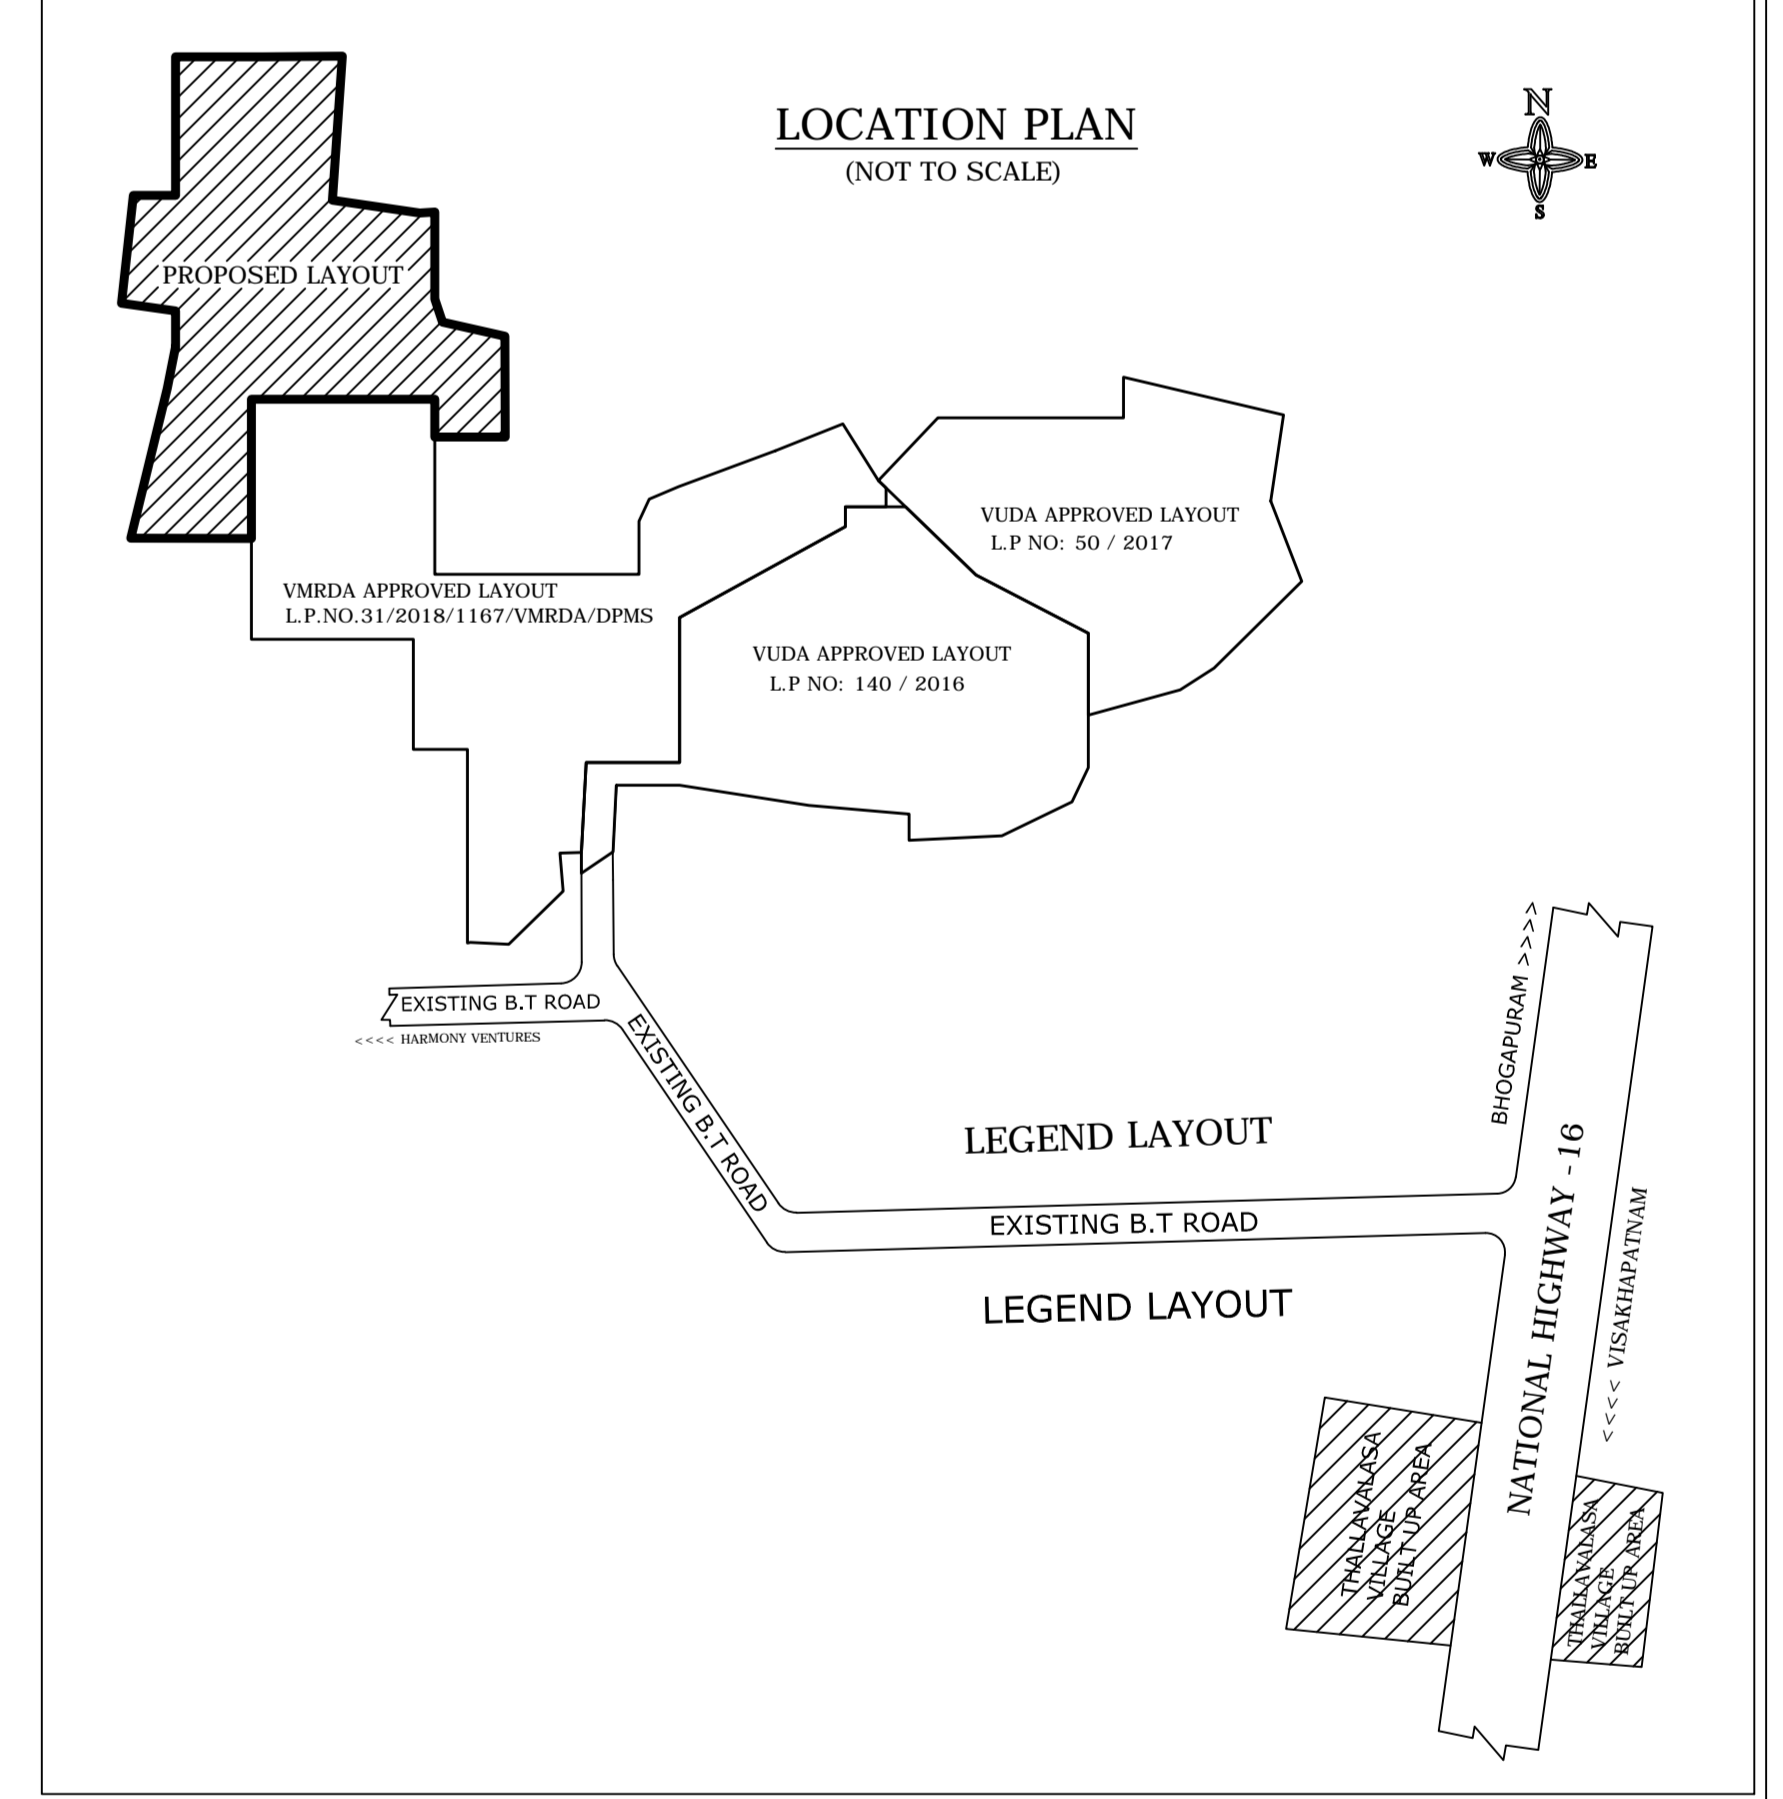 LOCATION PLAN
(NOT TO SCALE)
N
W
E
S
PROPOSED LAYOUT
VUDA APPROVED LAYOUT
L.P NO: 50 / 2017
VMRDA APPROVED LAYOUT
L.P.NO.31/2018/1167/VMRDA/DPMS
VUDA APPROVED LAYOUT
L.P NO: 140 / 2016
EXISTING B.T ROAD
<<<< HARMONY VENTURES
EXISTING B.T ROAD
BHOGAPURAM >>>>>
LEGEND LAYOUT
EXISTING B.T ROAD
LEGEND LAYOUT
NATIONAL HIGHWAY - 16
<<<< VISAKHAPATNAM
THALLAVALASA
VILLAGE
BUILT UP AREA
THALLAVALASA
VILLAGE
BUILT UP AREA